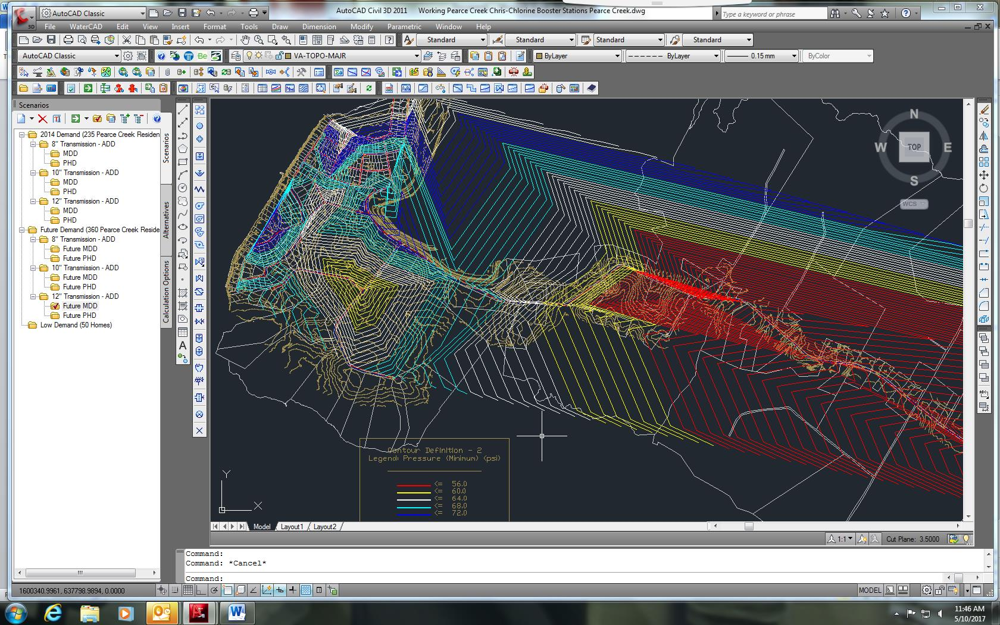 AutoCAD Classic
AutoCAD Civil 3D 2011 Working Pearce Creek Chris-Chlorine Booster Stations Pearce Creek.dwg
Type a keyword or phrase
3D
File WaterCAD Edit View Insert Format Tools Draw Dimension Modify Parametric Window Help
Standard Standard Standard Standard
AutoCAD Classic
Be
VA-TOPO-MAJR
ByLayer
ByLayer
0.15 mm
ByColor
Scenarios
2014 Demand (235 Pearce Creek Residen
8" Transmission - ADD
MDD
PHD
10" Transmission - ADD
MDD
PHD
12" Transmission - ADD
MDD
PHD
Future Demand (360 Pearce Creek Reside
8" Transmission - ADD
Future MDD
Future PHD
10" Transmission - ADD
Future MDD
Future PHD
12" Transmission - ADD
Future MDD
Future PHD
Low Demand (50 Homes)
Scenarios
Alternatives
Calculation Options
A
N
W TOP E
S
WCS
ABC
Contour Definition - 2
Legend: Pressure (Minimum) (psi)
<= 56.0
<= 60.0
<= 64.0
<= 68.0
<= 72.0
Y
X
Model Layout1 Layout2
1:1
Cut Plane: 3.5000
Command:
Command: *Cancel*
Command:
1600340.9961, 637798.9894, 0.0000
MODEL
11:46 AM
5/10/2017